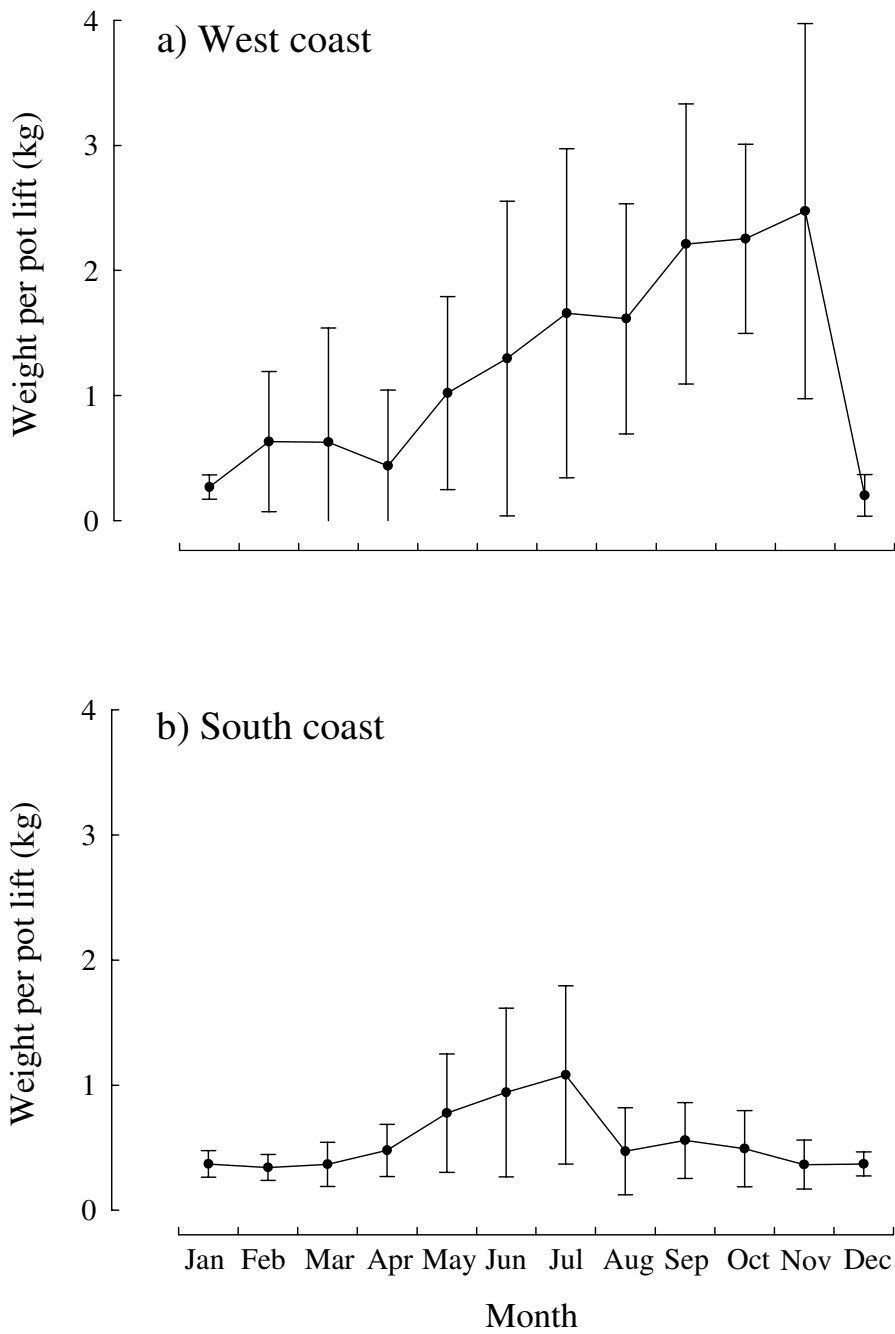 a) West coast
Weight per pot lift (kg)
4
3
2
1
0
b) South coast
Weight per pot lift (kg)
4
3
2
1
0
Jan Feb Mar Apr May Jun Jul Aug Sep Oct Nov Dec
Month